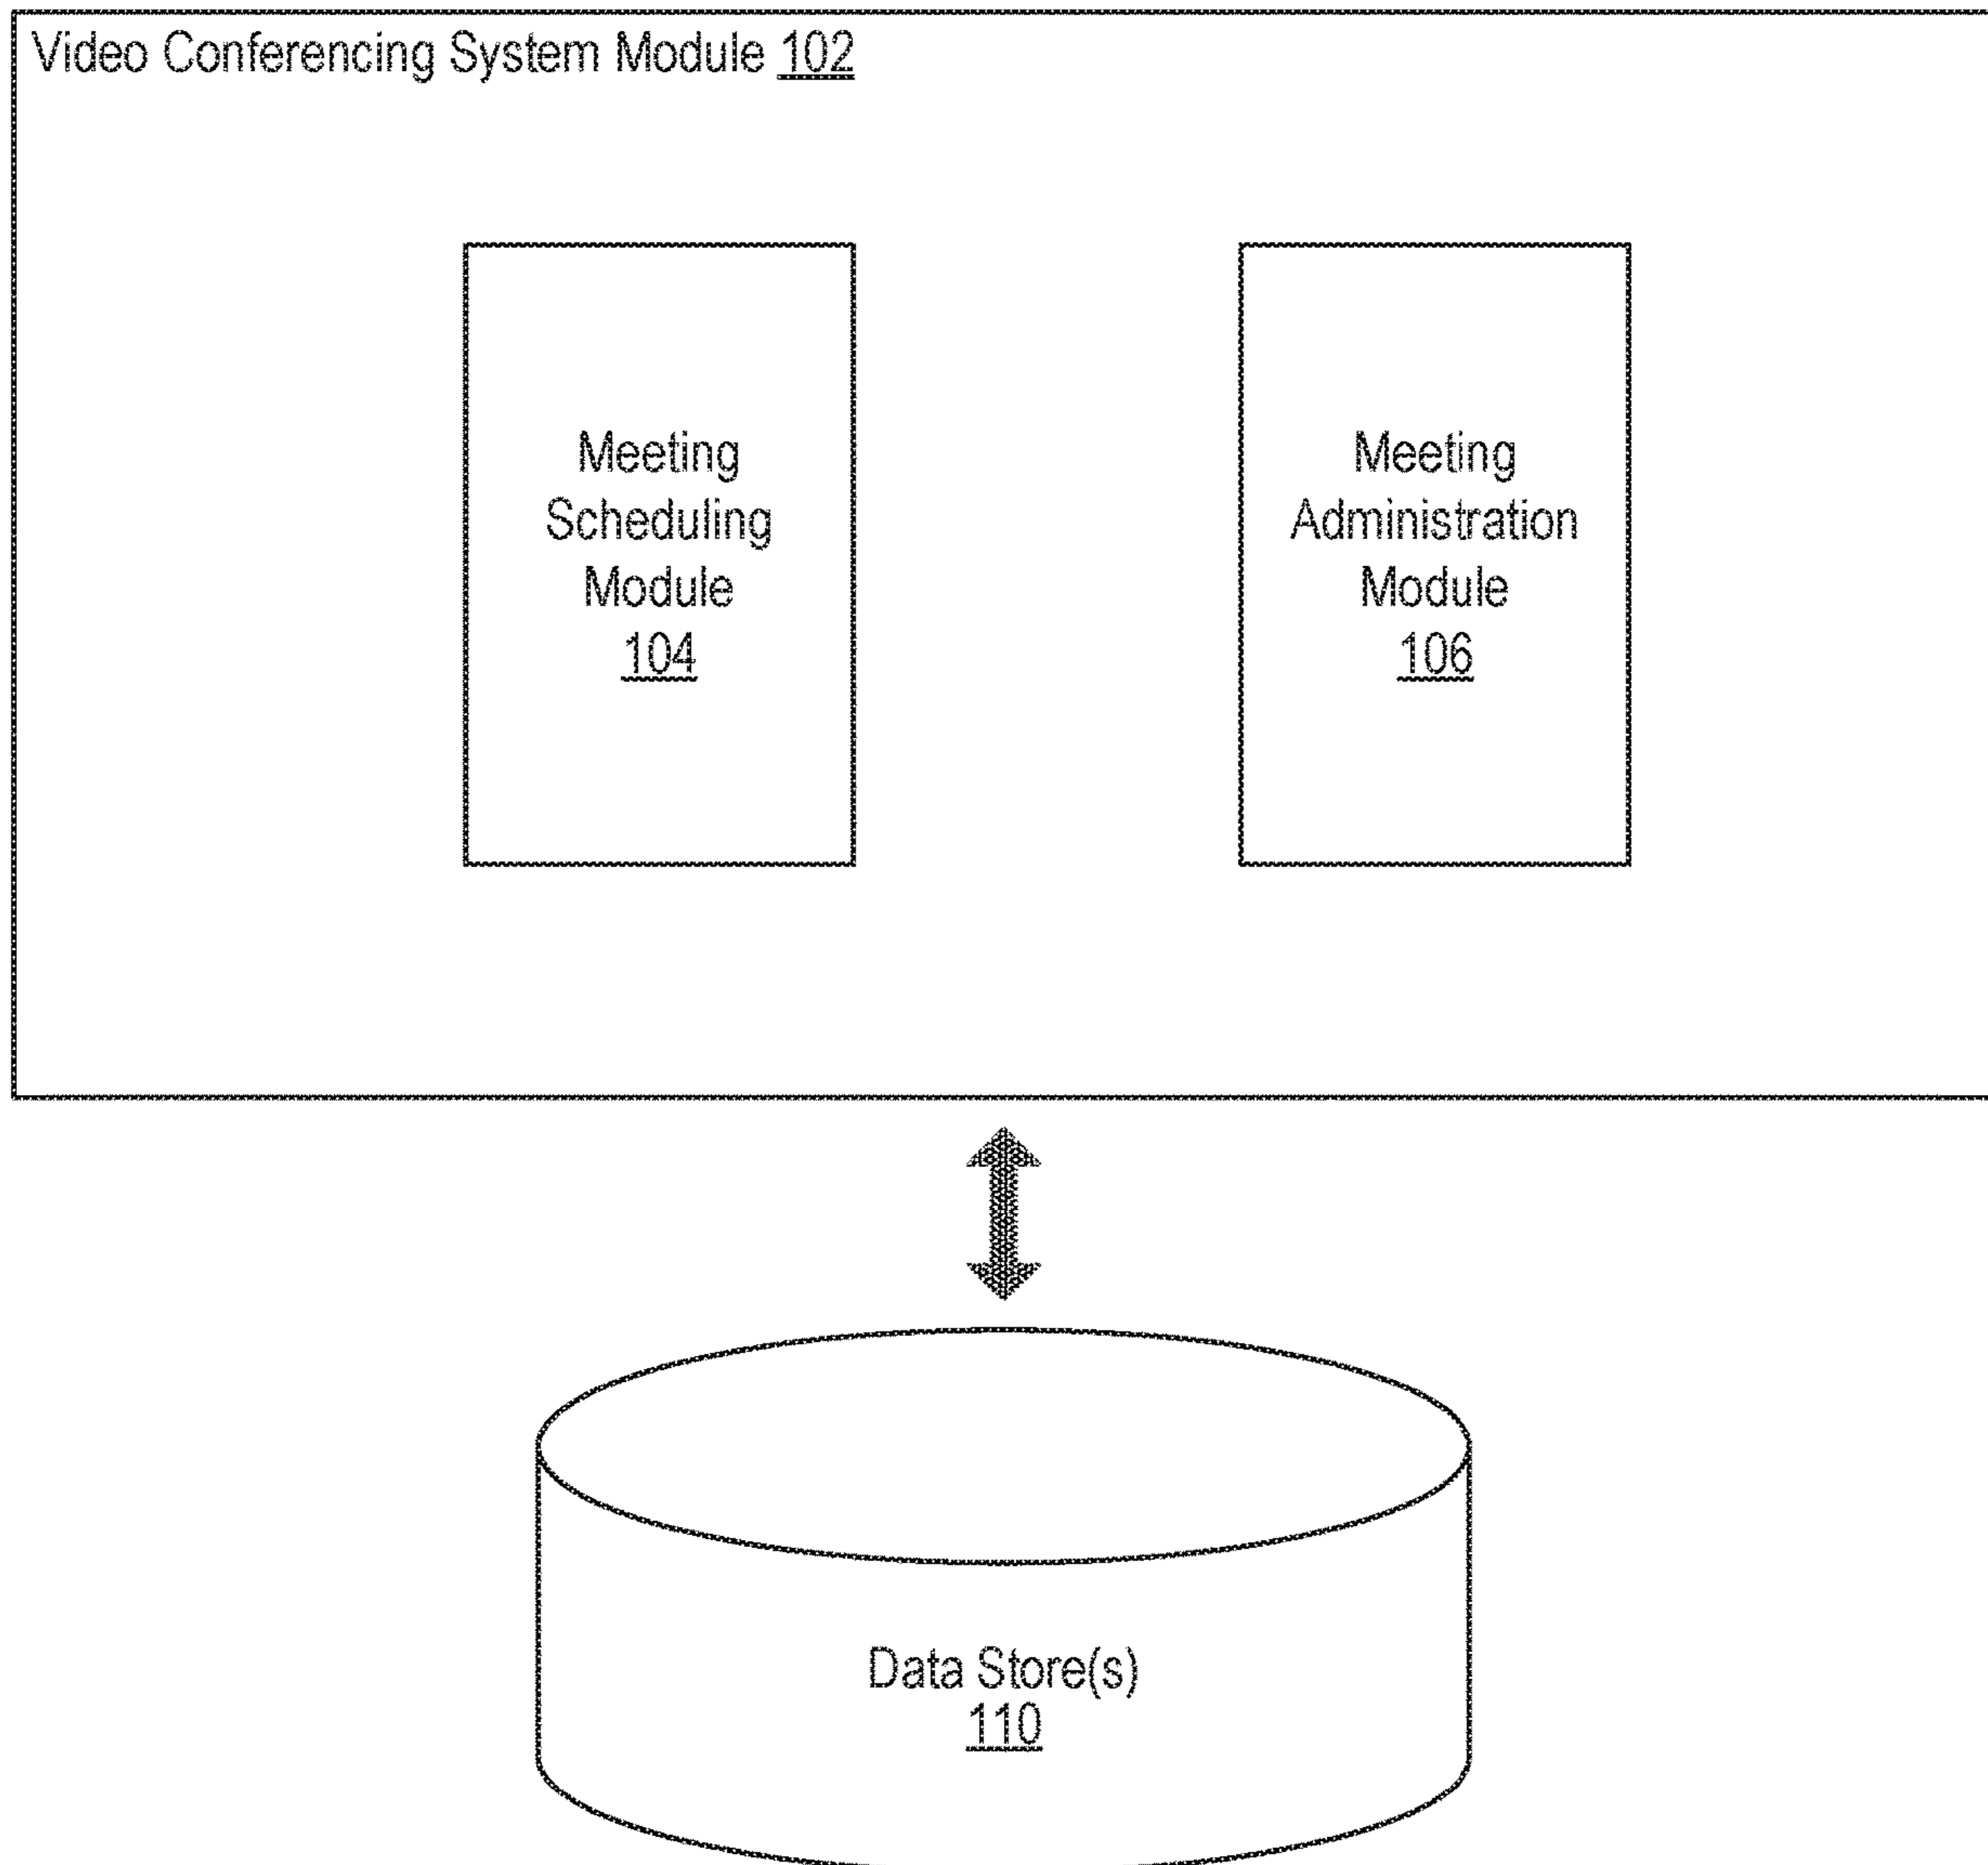 Video Conferencing System Module 102
Meeting
Scheduling
Module
104
Meeting
Administration
Module
106
Data Store(s)
110